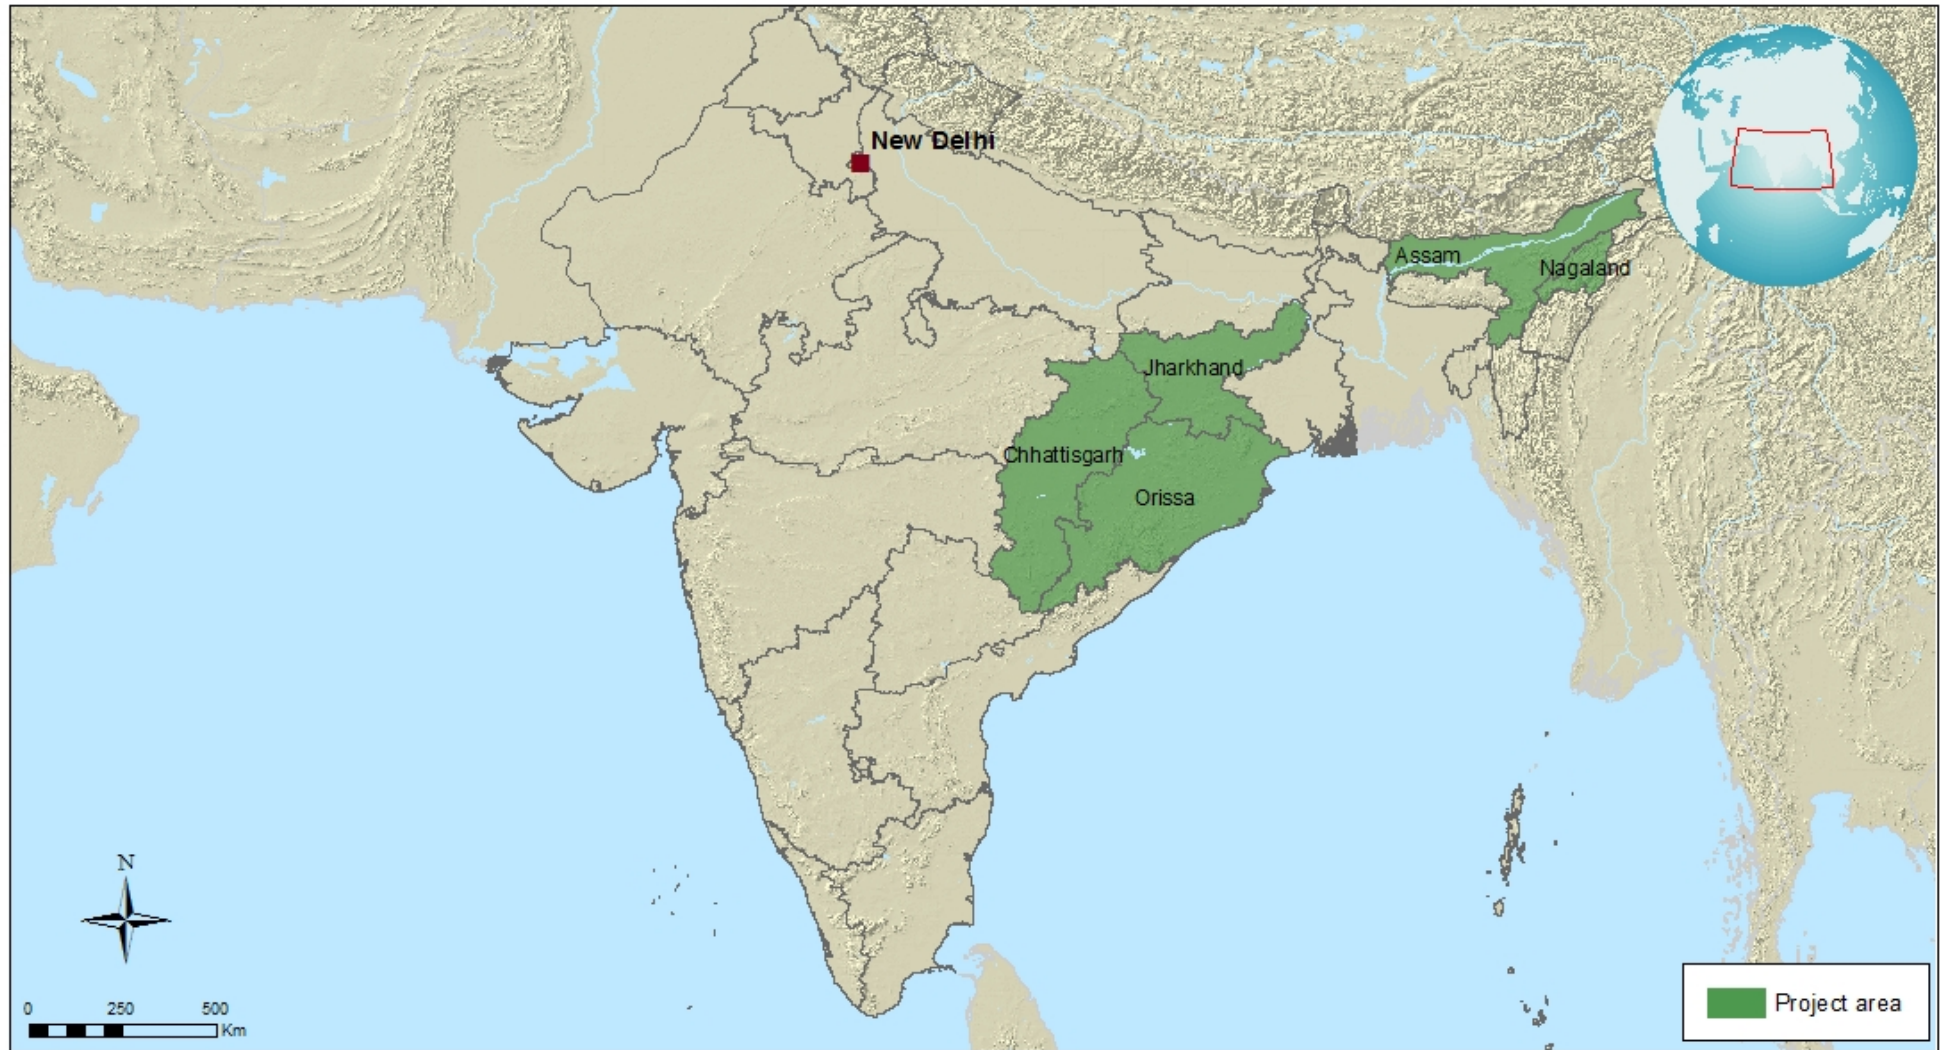 New Delhi
Assam
Nagaland
Jharkhand
Chhattisgarh
Orissa
N
0 250 500
Km
Project area